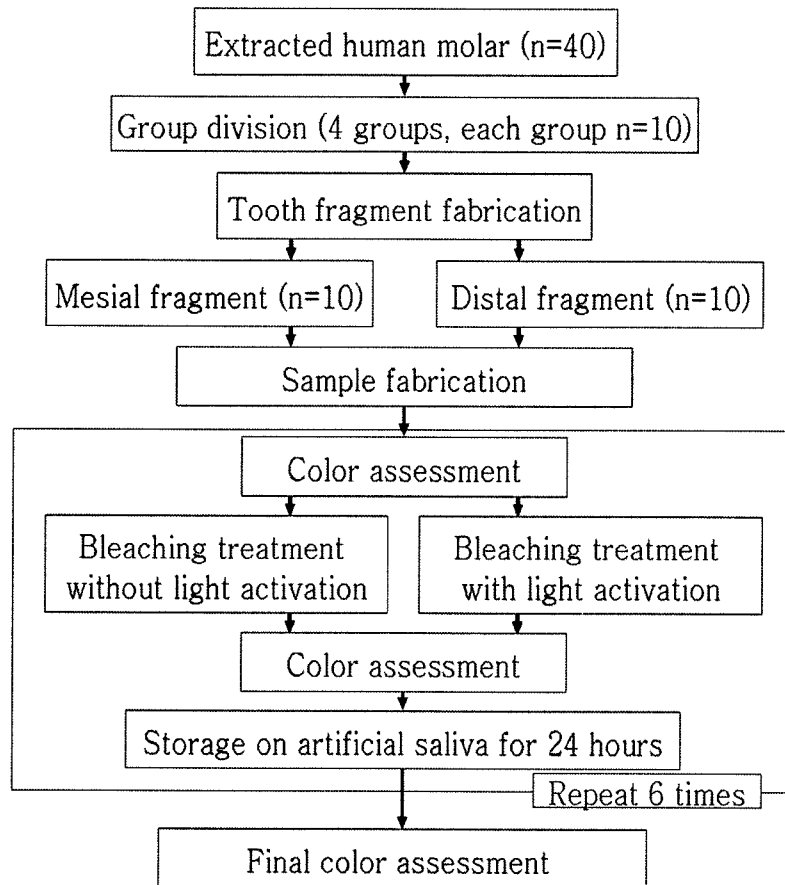 Extracted human molar (n=40)
Group division (4 groups, each group n=10)
Tooth fragment fabrication
Mesial fragment (n=10)
Distal fragment (n=10)
Sample fabrication
Color assessment
Bleaching treatment
without light activation
Bleaching treatment
with light activation
Color assessment
Storage on artificial saliva for 24 hours
Repeat 6 times
Final color assessment